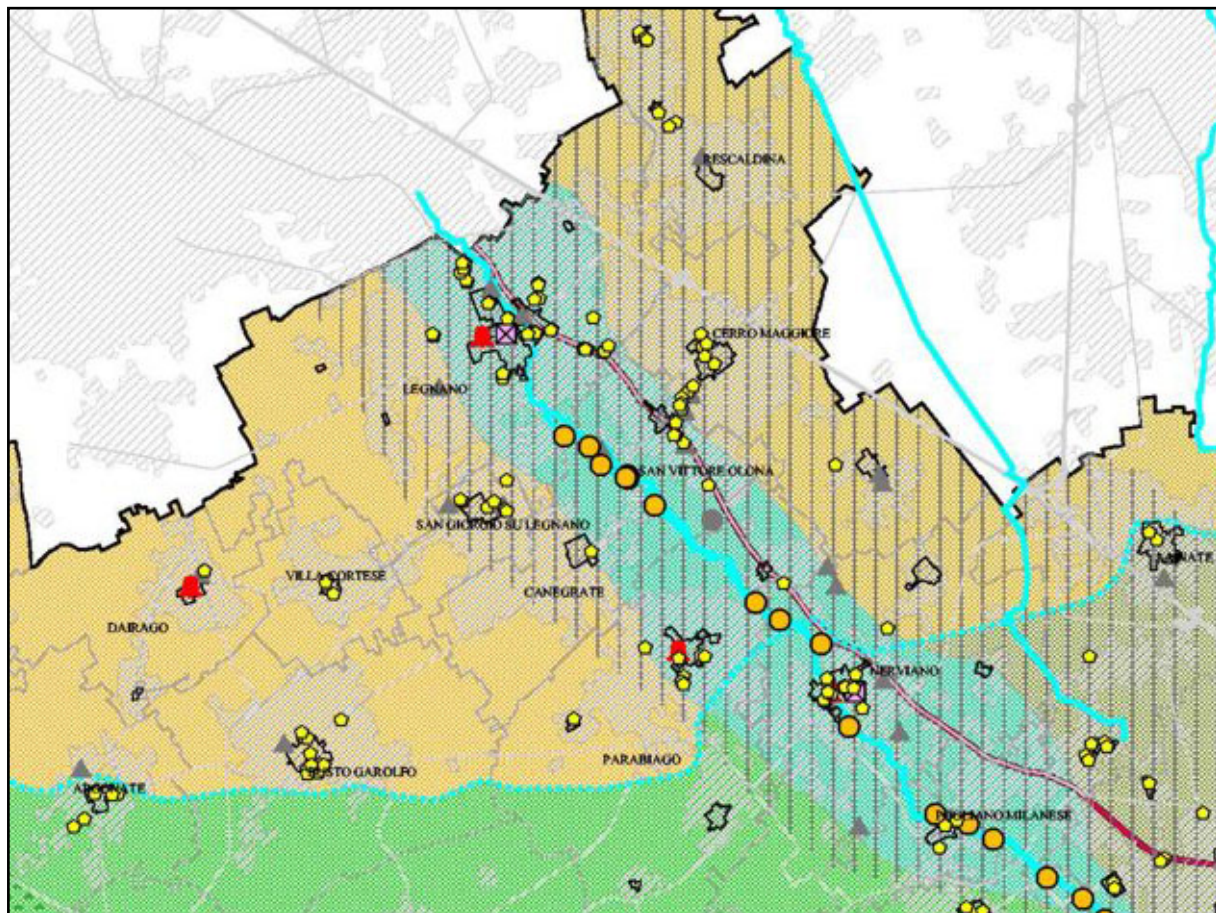 RESCALDINA
CERRO MAGGIORE
LEGNANO
SAN VITTORE OLONA
SAN GIORGIO SU LEGNANO
VILLA CORTESE
CANEGRATE
DAIRAGO
NERVIANO
PARABIAGO
BUSTO GAROLFO
ARCONATE
POGLIANO MILANESE